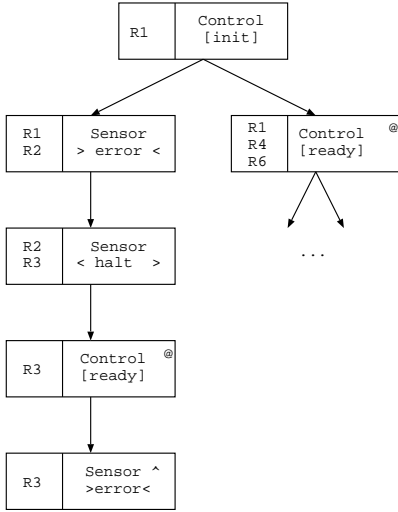 R1
Control
[init]
R1
R2
Sensor
> error <
R1
R4
R6
Control @
[ready]
R2
R3
Sensor
< halt >
...
R3
Control @
[ready]
R3
Sensor ^
>error<